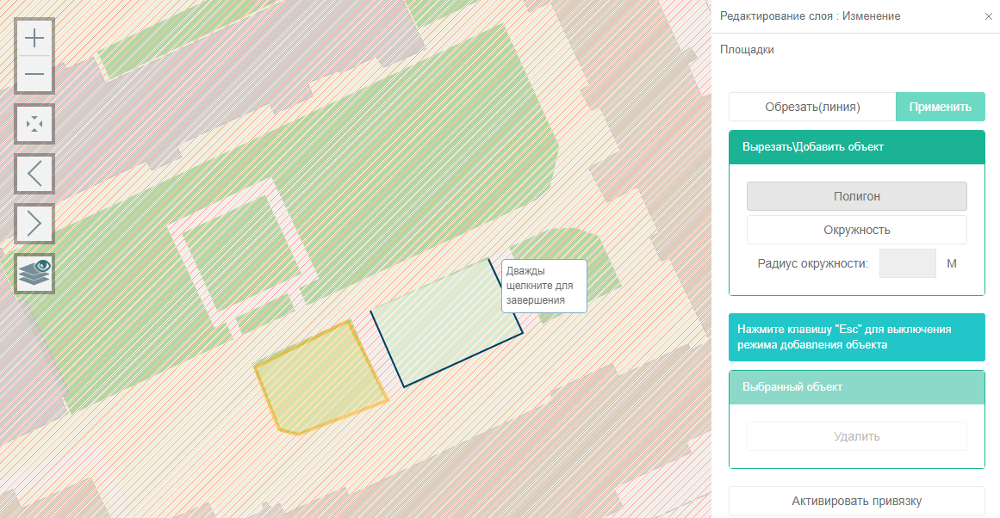 Редактирование слоя : Изменение
Площадки
Обрезать(линия)
Применить
Вырезать\Добавить объект
Полигон
Окружность
Радиус окружности:
М
Дважды
щелкните для
завершения
Нажмите клавишу "Esc" для выключения
режима добавления объекта
Выбранный объект
Удалить
Активировать привязку